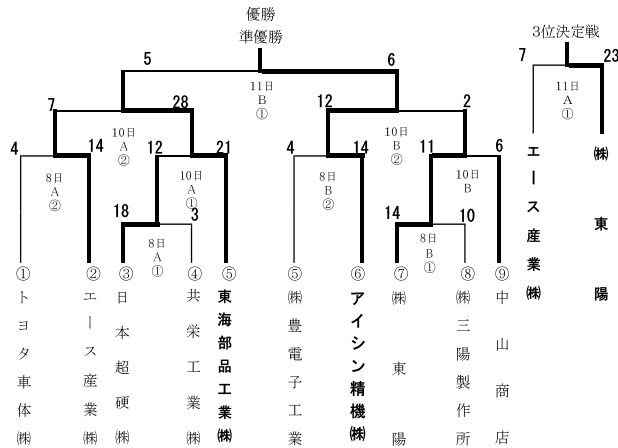 優勝
準優勝
3位決定戦
5
6
7
23
11日
B
①
11日
A
①
7
28
12
2
10日
A
②
10日
B
②
4
14
12
21
4
14
11
6
8日
A
②
10日
A
①
8日
B
②
10日
B
18
3
14
10
8日
A
①
8日
B
①
エース産業㈱
㈱東陽
①
②
③
④
⑤
⑤
⑥
⑦
⑧
⑨
トヨタ車体㈱
エース産業㈱
日本超硬㈱
共栄工業㈱
東海部品工業㈱
㈱豊電子工業
アイシン精機㈱
㈱東陽
㈱三陽製作所
中山商店